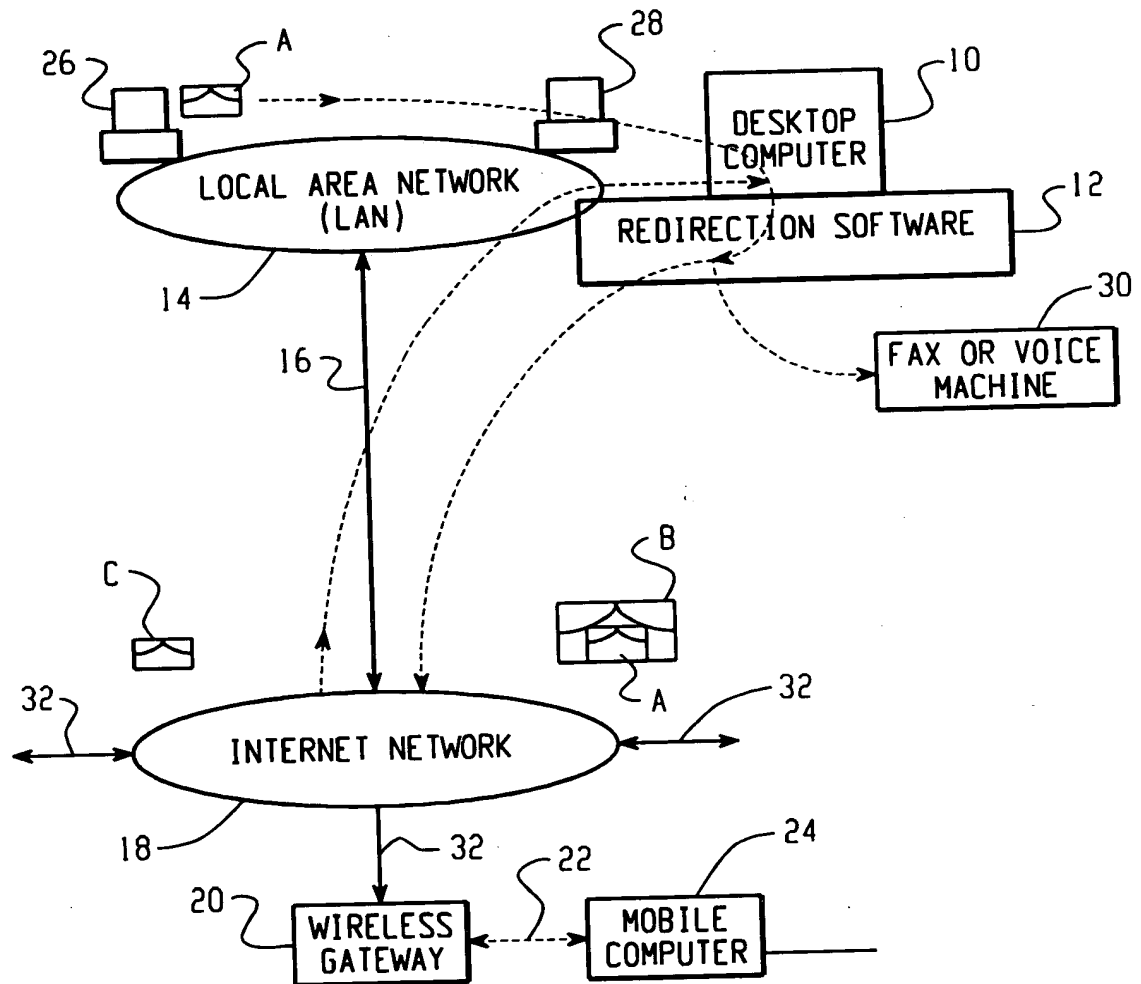 26
A
28
10
DESKTOP
COMPUTER
12
LOCAL AREA NETWORK
(LAN)
REDIRECTION SOFTWARE
14
30
16
FAX OR VOICE
MACHINE
B
C
A
32
32
INTERNET NETWORK
18
32
22
24
20
WIRELESS
GATEWAY
MOBILE
COMPUTER